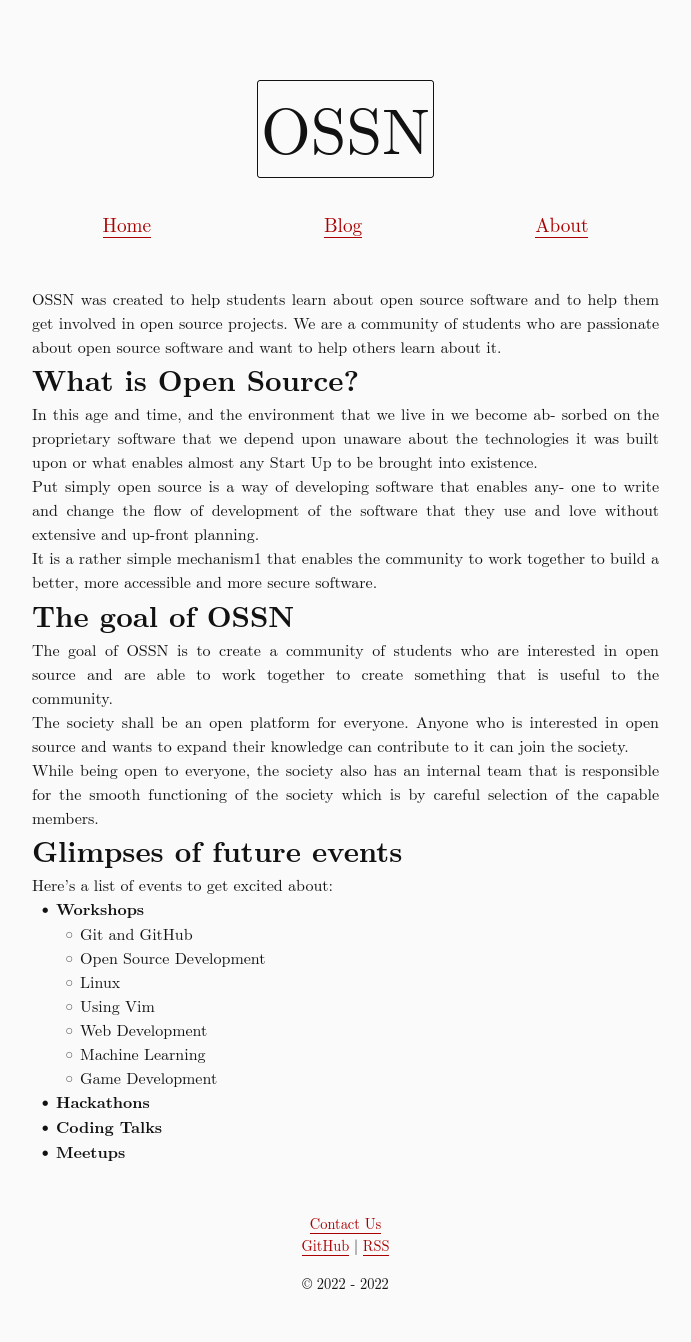 OSSN
Home Blog About
OSSN was created to help students learn about open source software and to help them
get involved in open source projects. We are a community of students who are passionate
about open source software and want to help others learn about it.
What is Open Source?
In this age and time, and the environment that we live in we become ab- sorbed on the
proprietary software that we depend upon unaware about the technologies it was built
upon or what enables almost any Start Up to be brought into existence.
Put simply open source is a way of developing software that enables any- one to write
and change the flow of development of the software that they use and love without
extensive and up-front planning.
It is a rather simple mechanism1 that enables the community to work together to build a
better, more accessible and more secure software.
The goal of OSSN
The goal of OSSN is to create a community of students who are interested in open
source and are able to work together to create something that is useful to the
community.
The society shall be an open platform for everyone. Anyone who is interested in open
source and wants to expand their knowledge can contribute to it can join the society.
While being open to everyone, the society also has an internal team that is responsible
for the smooth functioning of the society which is by careful selection of the capable
members.
Glimpses of future events
Here's a list of events to get excited about:
• Workshops
○ Git and GitHub
○ Open Source Development
○ Linux
○ Using Vim
○ Web Development
○ Machine Learning
○ Game Development
• Hackathons
• Coding Talks
• Meetups
Contact Us
GitHub | RSS
© 2022 - 2022